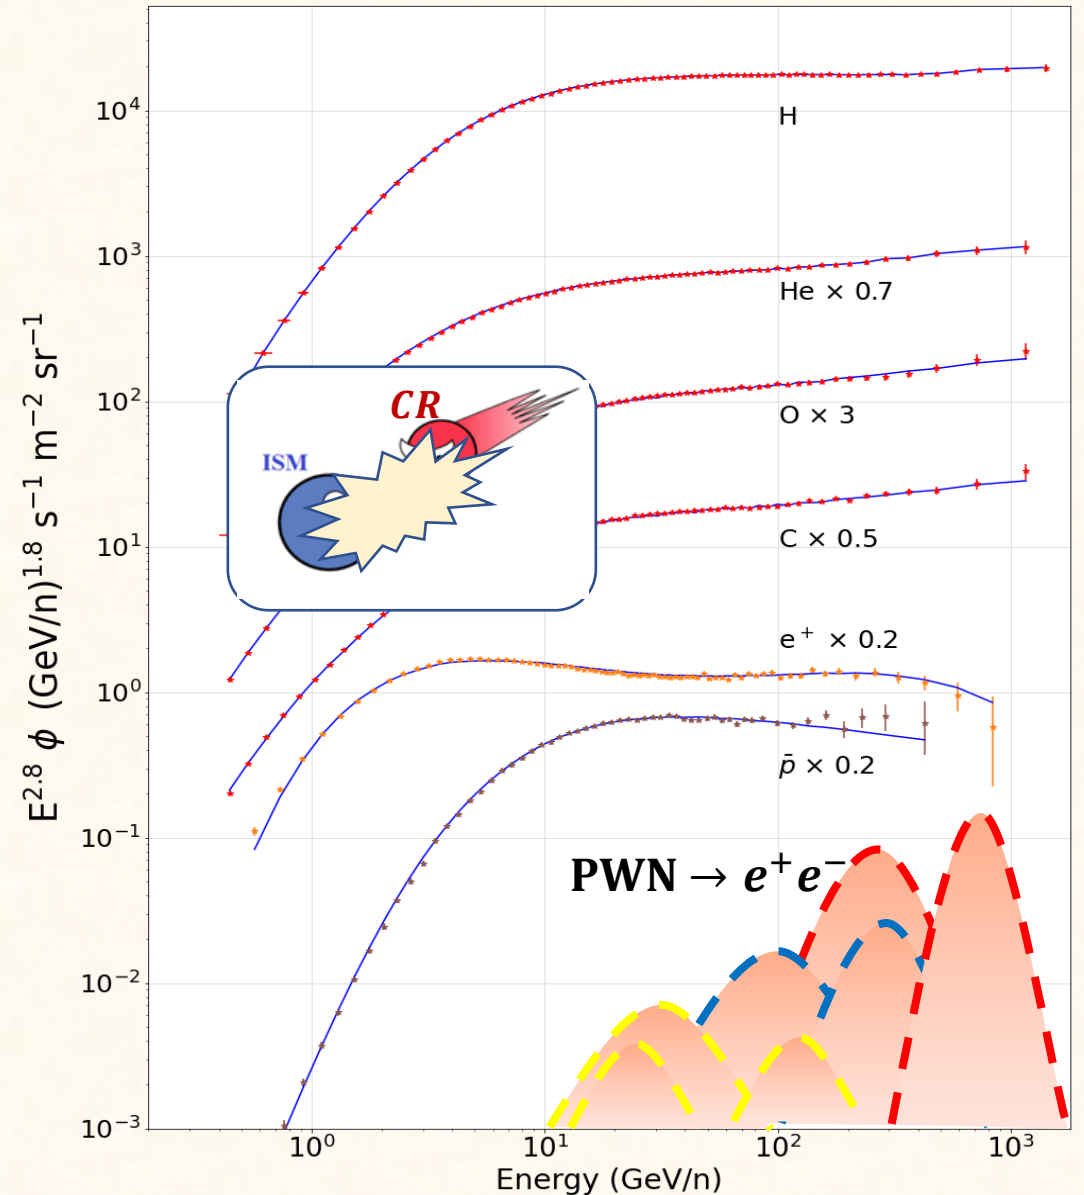 E^2.8 ϕ (GeV/n)^1.8 s^−1 m^−2 sr^−1
10^4
10^3
10^2
10^1
10^0
10^−1
10^−2
10^−3
H
He × 0.7
O × 3
C × 0.5
e^+ × 0.2
p̄ × 0.2
CR
ISM
PWN → e^+e^−
10^0
10^1
10^2
10^3
Energy (GeV/n)